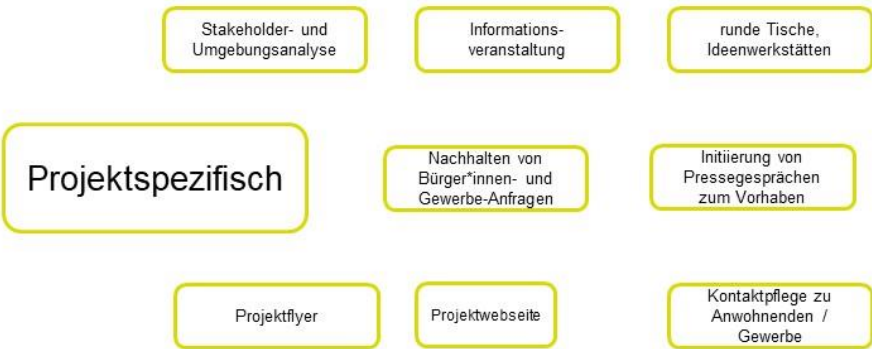 Stakeholder- und
Umgebungsanalyse
Informations-
veranstaltung
runde Tische,
Ideenwerkstätten
Projektspezifisch
Nachhalten von
Bürger*innen- und
Gewerbe-Anfragen
Initiierung von
Pressegesprächen
zum Vorhaben
Projektflyer
Projektwebseite
Kontaktpflege zu
Anwohnenden /
Gewerbe